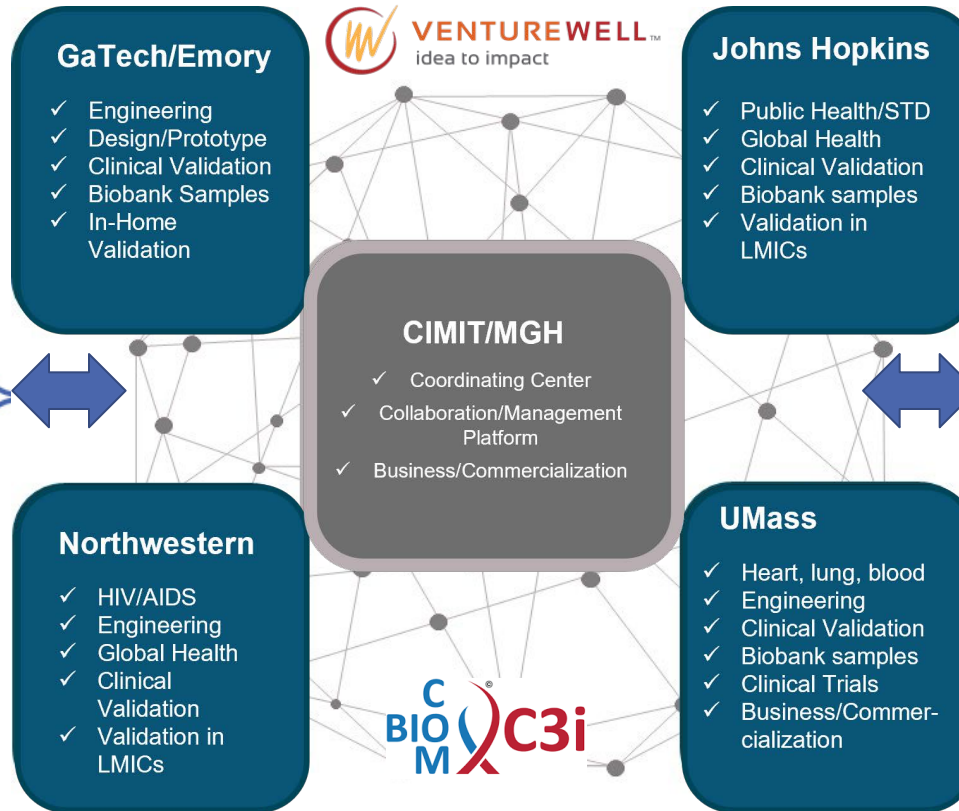 VENTUREWELL™
idea to impact
GaTech/Emory
✓ Engineering
✓ Design/Prototype
✓ Clinical Validation
✓ Biobank Samples
✓ In-Home
Validation
Johns Hopkins
✓ Public Health/STD
✓ Global Health
✓ Clinical Validation
✓ Biobank samples
✓ Validation in
LMICs
CIMIT/MGH
✓ Coordinating Center
✓ Collaboration/Management
Platform
✓ Business/Commercialization
Northwestern
✓ HIV/AIDS
✓ Engineering
✓ Global Health
✓ Clinical
Validation
✓ Validation in
LMICs
UMass
✓ Heart, lung, blood
✓ Engineering
✓ Clinical Validation
✓ Biobank samples
✓ Clinical Trials
✓ Business/Commer-
cialization
C ©
BIO C3i
M